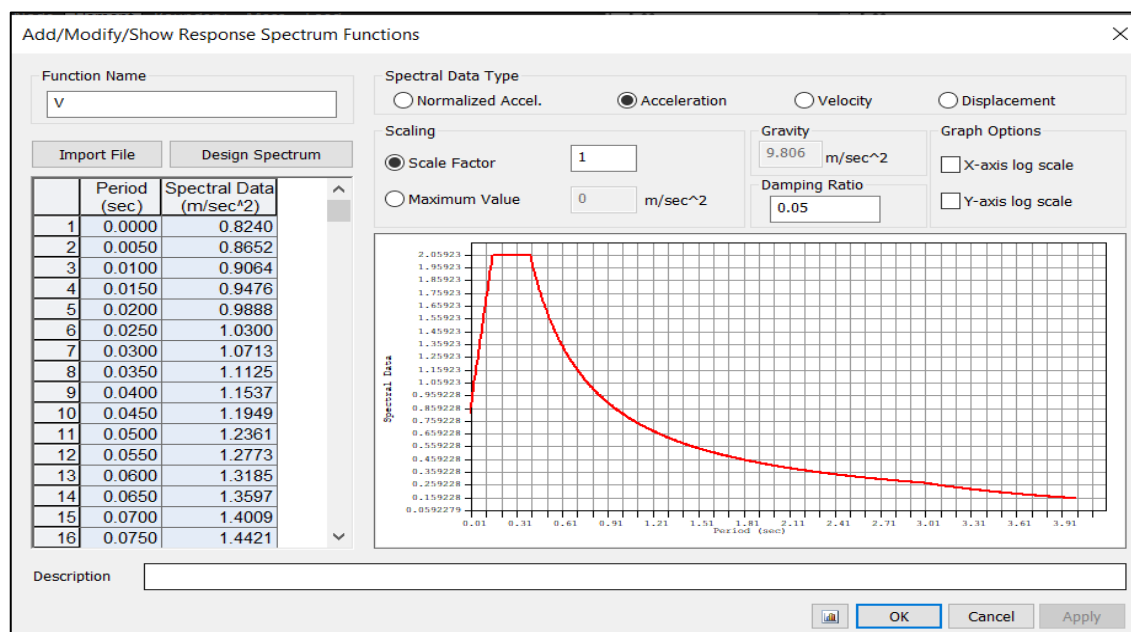 Add/Modify/Show Response Spectrum Functions
Function Name
V
Import File Design Spectrum
Period (sec) Spectral Data (m/sec^2)
1 0.0000 0.8240
2 0.0050 0.8652
3 0.0100 0.9064
4 0.0150 0.9476
5 0.0200 0.9888
6 0.0250 1.0300
7 0.0300 1.0713
8 0.0350 1.1125
9 0.0400 1.1537
10 0.0450 1.1949
11 0.0500 1.2361
12 0.0550 1.2773
13 0.0600 1.3185
14 0.0650 1.3597
15 0.0700 1.4009
16 0.0750 1.4421
Spectral Data Type
Normalized Accel. Acceleration Velocity Displacement
Scaling
Scale Factor 1
Maximum Value 0 m/sec^2
Gravity
9.806 m/sec^2
Damping Ratio
0.05
Graph Options
X-axis log scale
Y-axis log scale
Spectral Data
2.05923
1.95923
1.85923
1.75923
1.65923
1.55923
1.45923
1.35923
1.25923
1.15923
1.05923
0.959228
0.859228
0.759228
0.659228
0.559228
0.459228
0.359228
0.259228
0.159228
0.0592279
0.01 0.31 0.61 0.91 1.21 1.51 1.81 2.11 2.41 2.71 3.01 3.31 3.61 3.91
Period (sec)
Description
OK Cancel Apply